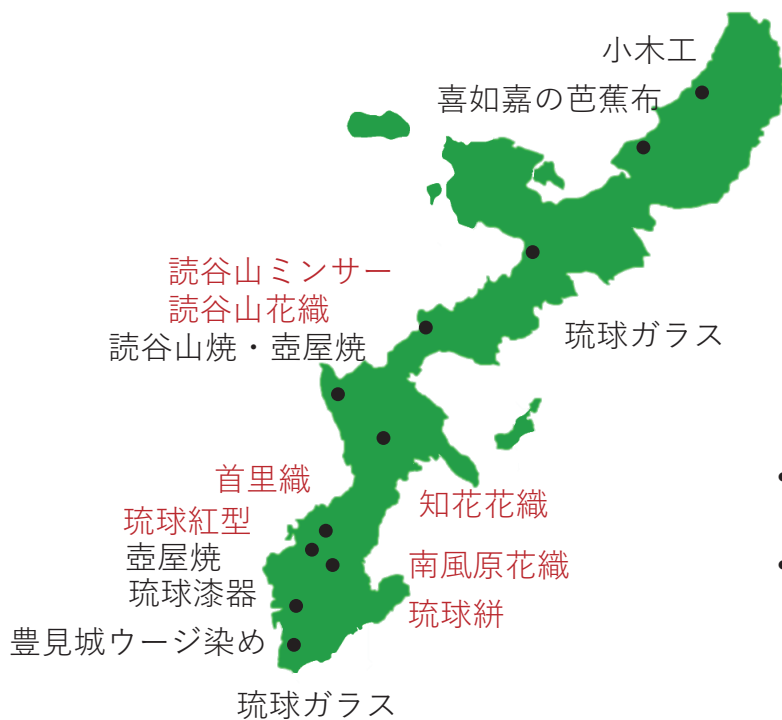 小木工
喜如嘉の芭蕉布
読谷山ミンサー
読谷山花織
読谷山焼・壺屋焼
琉球ガラス
首里織
知花花織
琉球紅型
壺屋焼
南風原花織
琉球漆器
琉球絣
豊見城ウージ染め
琉球ガラス